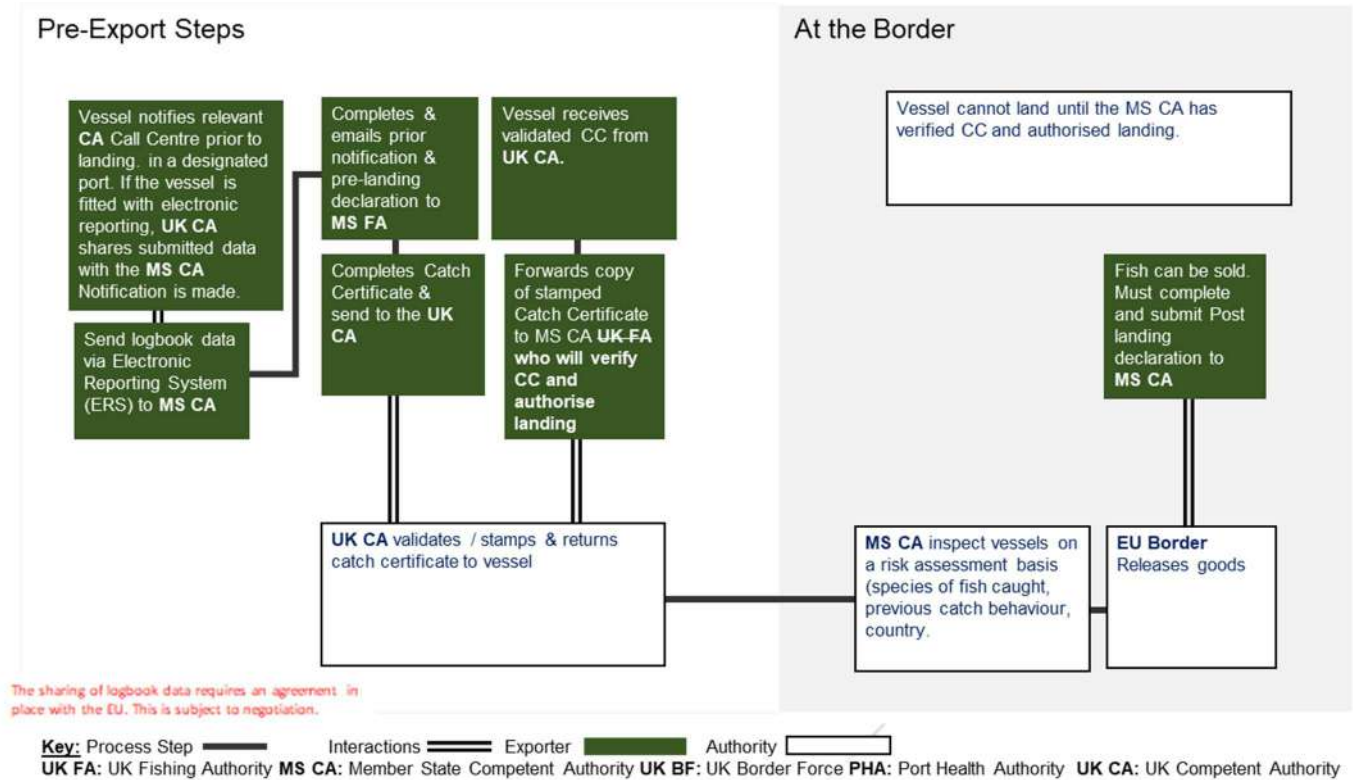 Pre-Export Steps
At the Border
Vessel notifies relevant
CA Call Centre prior to
landing. in a designated
port. If the vessel is
fitted with electronic
reporting, UK CA
shares submitted data
with the MS CA
Notification is made.
Send logbook data
via Electronic
Reporting System
(ERS) to MS CA
Completes &
emails prior
notification &
pre-landing
declaration to
MS FA
Completes Catch
Certificate &
send to the UK
CA
Vessel receives
validated CC from
UK CA.
Forwards copy
of stamped
Catch Certificate
to MS CA UK FA
who will verify
CC and
authorise
landing
UK CA validates / stamps & returns
catch certificate to vessel
Vessel cannot land until the MS CA has
verified CC and authorised landing.
MS CA inspect vessels on
a risk assessment basis
(species of fish caught,
previous catch behaviour,
country.
EU Border
Releases goods
Fish can be sold.
Must complete
and submit Post
landing
declaration to
MS CA
The sharing of logbook data requires an agreement in
place with the EU. This is subject to negotiation.
Key: Process Step Interactions Exporter Authority
UK FA: UK Fishing Authority MS CA: Member State Competent Authority UK BF: UK Border Force PHA: Port Health Authority UK CA: UK Competent Authority